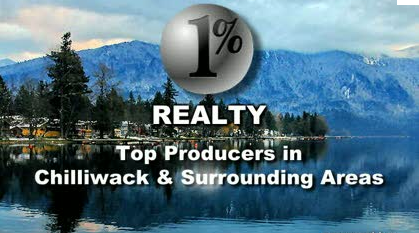 1%
REALTY
Top Producers in
Chilliwack & Surrounding Areas